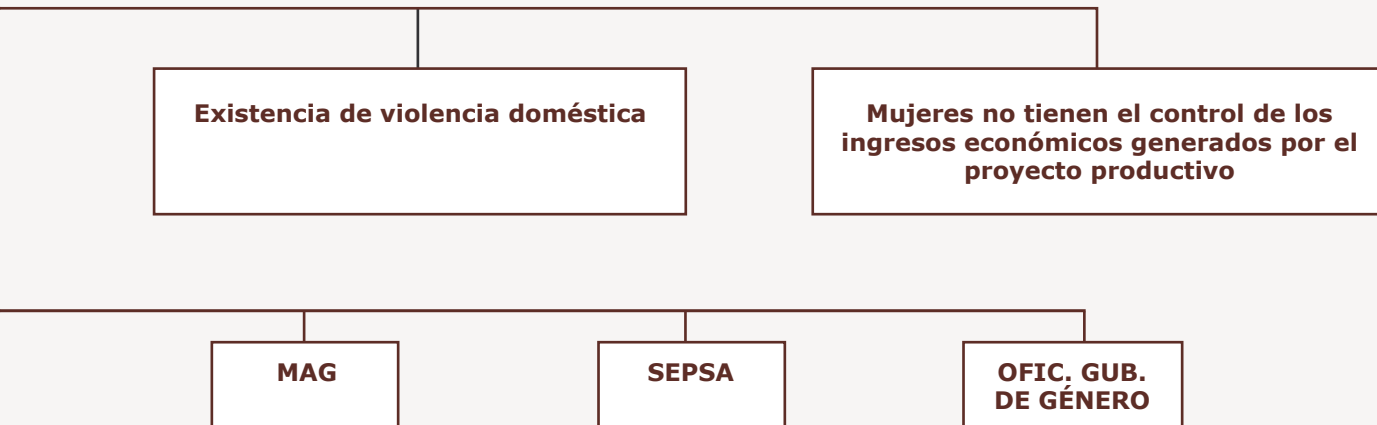 Existencia de violencia doméstica
Mujeres no tienen el control de los
ingresos económicos generados por el
proyecto productivo
MAG
SEPSA
OFIC. GUB.
DE GÉNERO